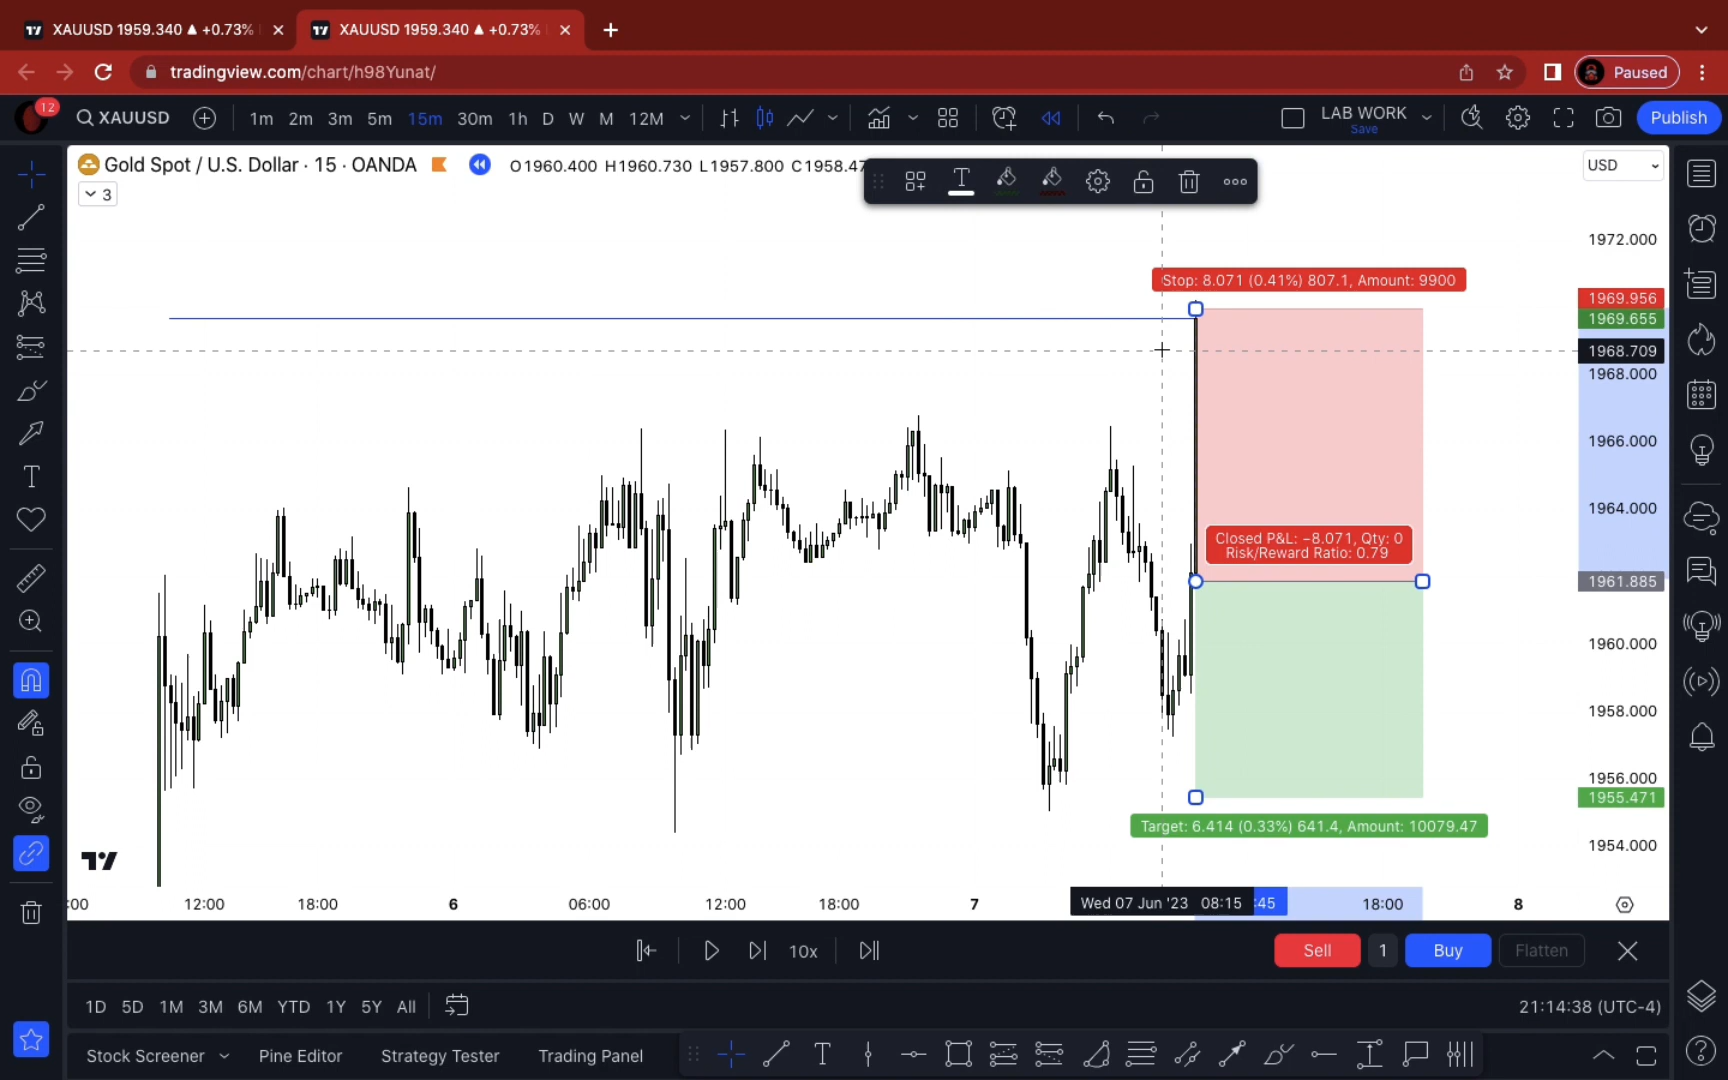 XAUUSD 1959.340 ▲ +0.73%
XAUUSD 1959.340 ▲ +0.73%
tradingview.com/chart/h98Yunat/
Paused
12
XAUUSD
1m 2m 3m 5m 15m 30m 1h D W M 12M
LAB WORK
Save
Publish
Gold Spot / U.S. Dollar · 15 · OANDA
O1960.400 H1960.730 L1957.800 C1958.47
USD
3
T
1972.000
Stop: 8.071 (0.41%) 807.1, Amount: 9900
1969.956
1969.655
1968.709
1968.000
1966.000
1964.000
Closed P&L: −8.071, Qty: 0
Risk/Reward Ratio: 0.79
1961.885
1960.000
1958.000
1956.000
1955.471
Target: 6.414 (0.33%) 641.4, Amount: 10079.47
1954.000
:00 12:00 18:00 6 06:00 12:00 18:00 7 Wed 07 Jun '23 08:15 :45 18:00 8
10x
Sell 1 Buy Flatten
1D 5D 1M 3M 6M YTD 1Y 5Y All
21:14:38 (UTC-4)
Stock Screener Pine Editor Strategy Tester Trading Panel